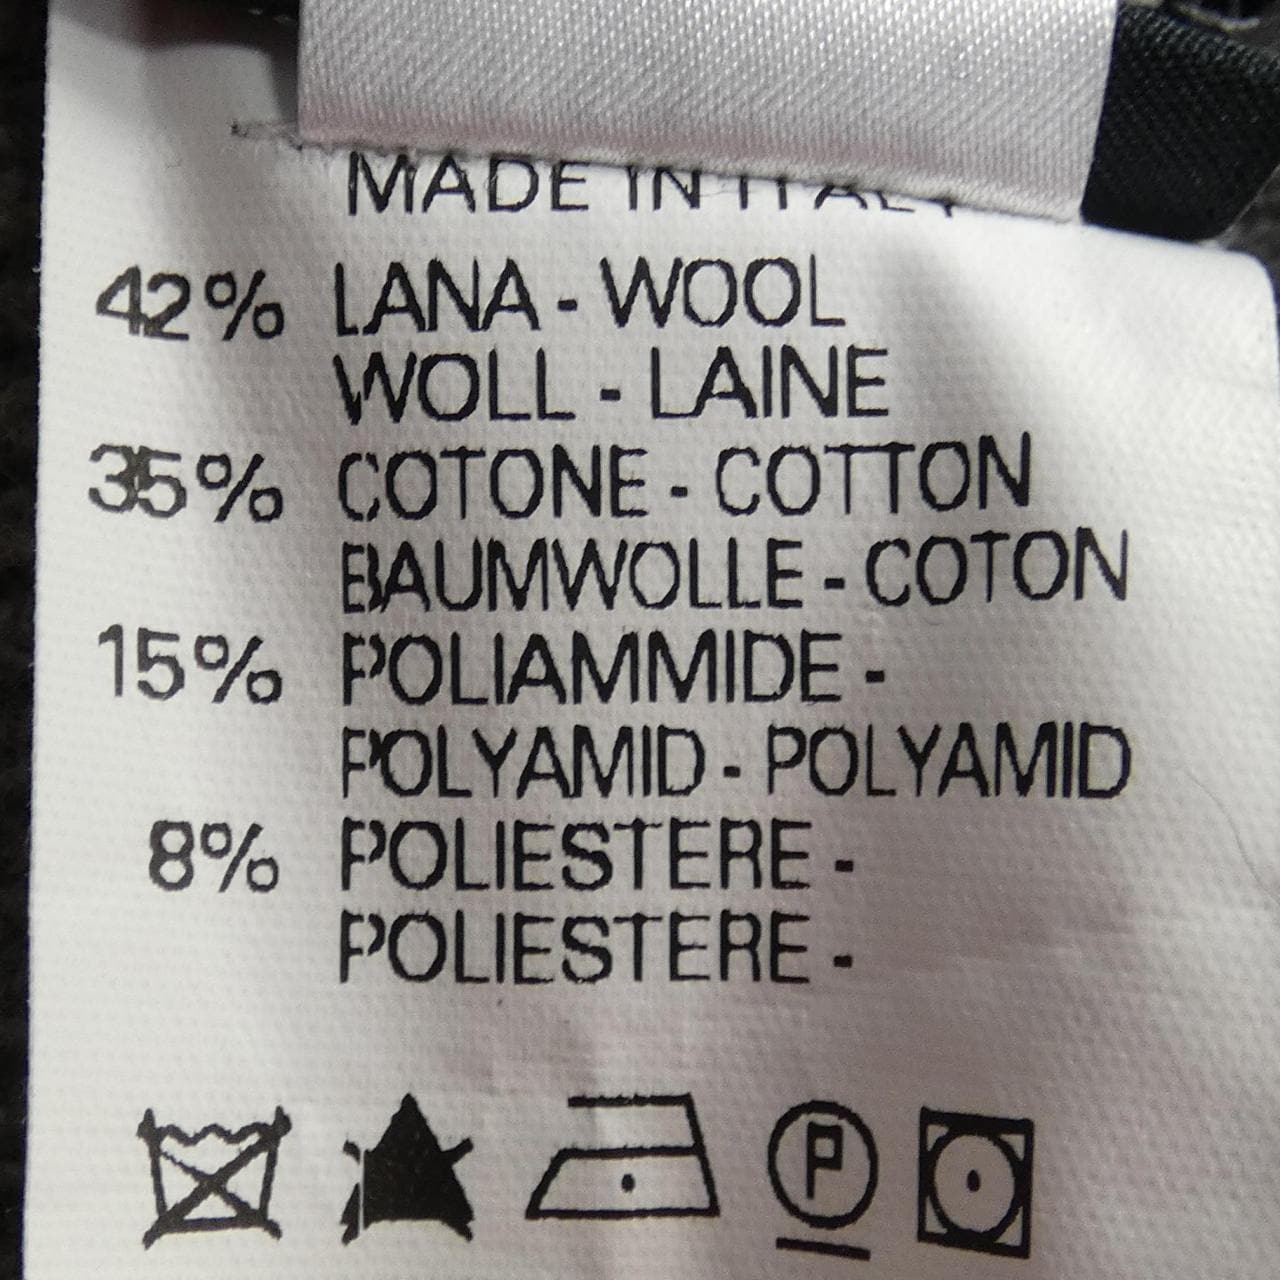 MADE IN ITALY
42% LANA - WOOL
WOLL - LAINE
35% COTONE - COTTON
BAUMWOLLE - COTON
15% POLIAMMIDE -
POLYAMID - POLYAMID
8% POLIESTERE -
POLIESTERE -
P